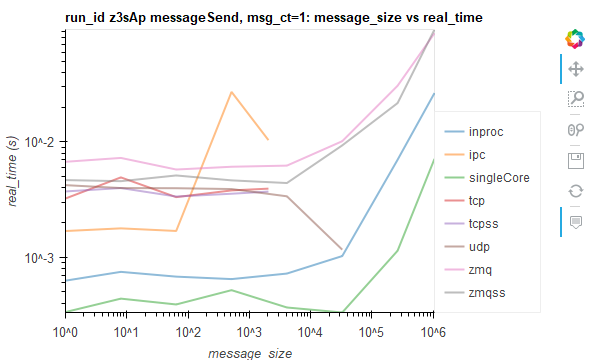 run_id z3sAp messageSend, msg_ct=1: message_size vs real_time
real_time (s)
10^-2
10^-3
10^0
10^1
10^2
10^3
10^4
10^5
10^6
message_size
inproc
ipc
singleCore
tcp
tcpss
udp
zmq
zmqss